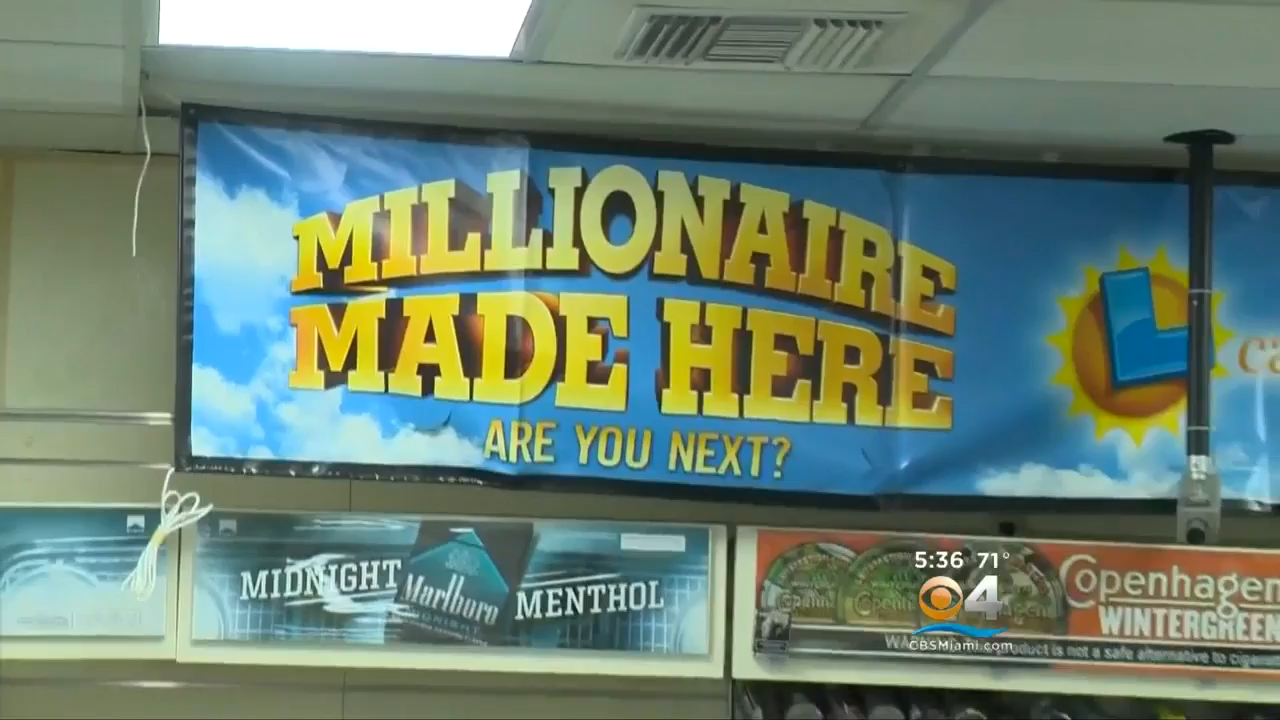 MILLIONAIRE
MADE HERE
ARE YOU NEXT?
L
MIDNIGHT
Marlboro
MIDNIGHT
MENTHOL
Copenhagen
WINTERGREEN
5:36 71°
4
CBSMiami.com
product is not a safe alternative to